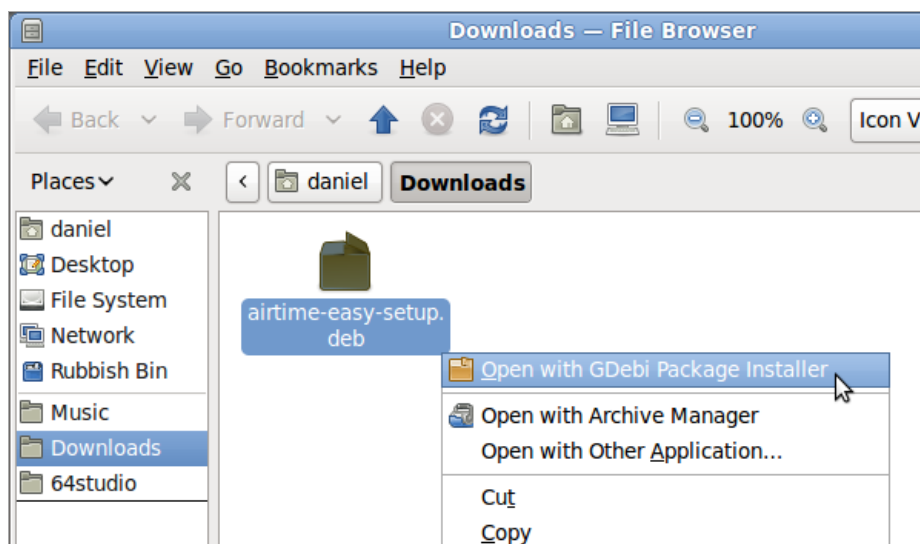 Downloads — File Browser
File Edit View Go Bookmarks Help
Back Forward 100% Icon V
Places daniel Downloads
daniel
Desktop
File System
Network
Rubbish Bin
Music
Downloads
64studio
airtime-easy-setup.
deb
Open with GDebi Package Installer
Open with Archive Manager
Open with Other Application...
Cut
Copy